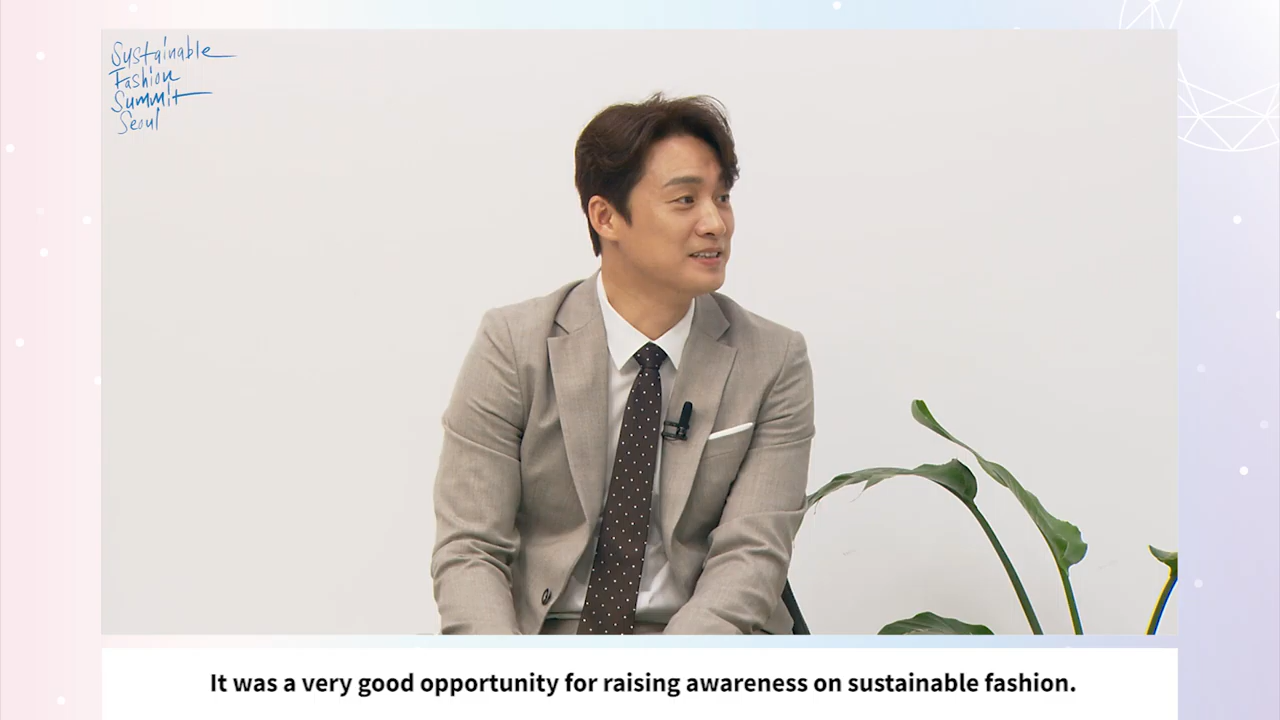 Sustainable
Fashion
Summit
Seoul
It was a very good opportunity for raising awareness on sustainable fashion.